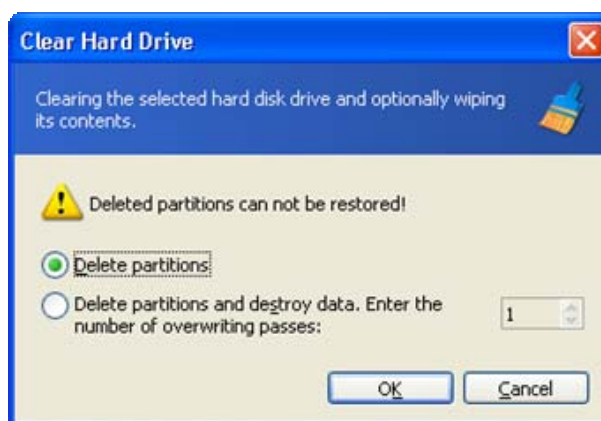 Clear Hard Drive
Clearing the selected hard disk drive and optionally wiping
its contents.
Deleted partitions can not be restored!
Delete partitions
Delete partitions and destroy data. Enter the
number of overwriting passes:
1
OK
Cancel